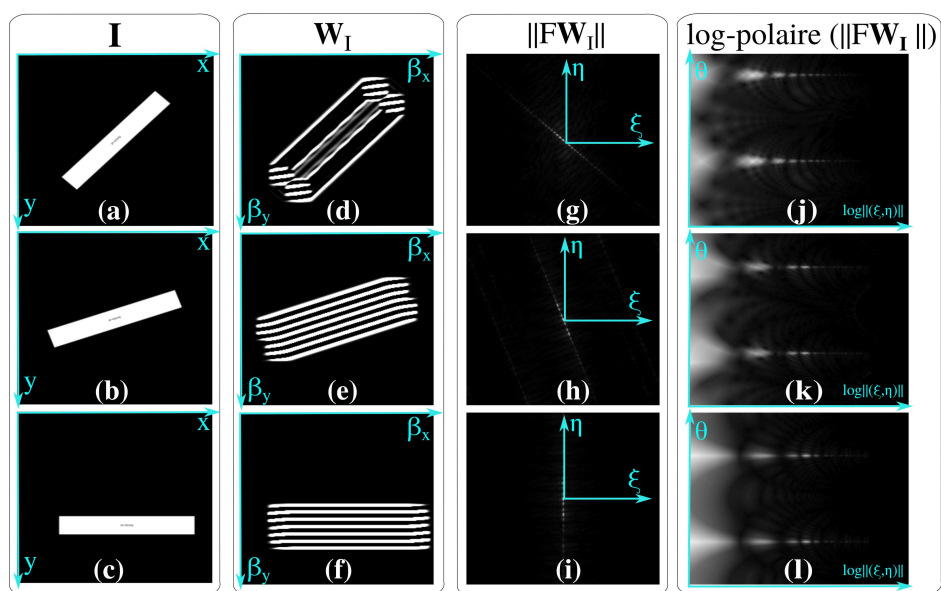 I
W_I
||FW_I||
log-polaire (||FW_I||)
x
y
(a)
β_x
β_y
(d)
η
ξ
(g)
θ
log||(ξ,η)||
(j)
x
y
(b)
β_x
β_y
(e)
η
ξ
(h)
θ
log||(ξ,η)||
(k)
x
y
(c)
β_x
β_y
(f)
η
ξ
(i)
θ
log||(ξ,η)||
(l)